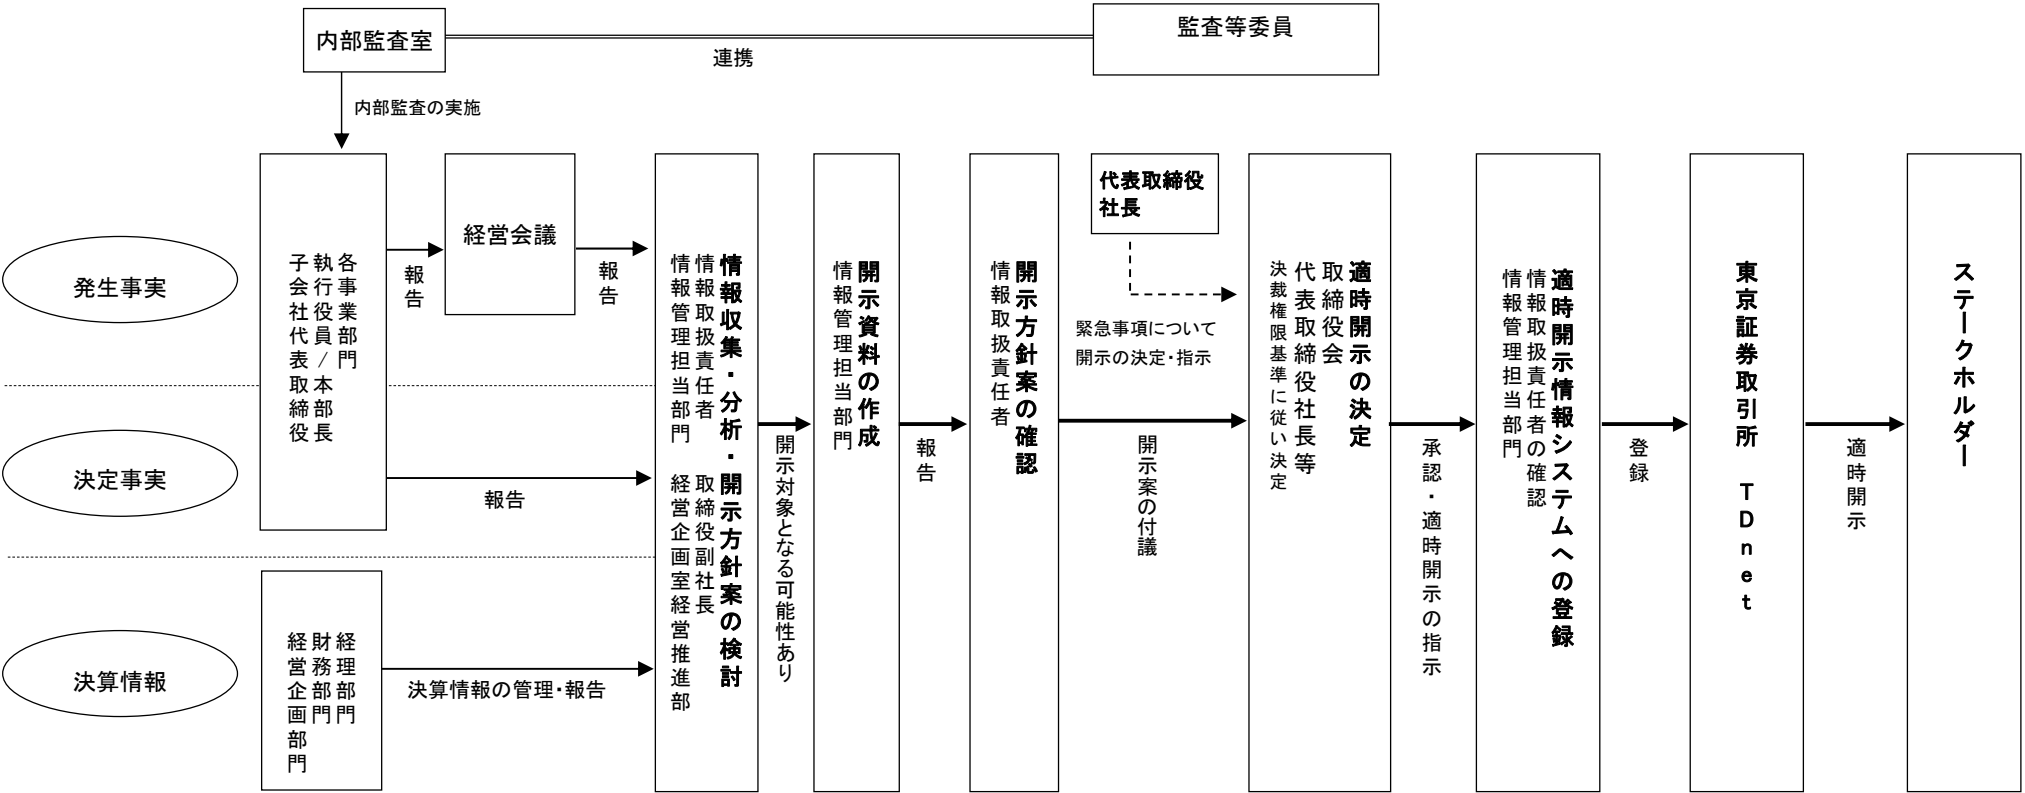 内部監査室
連携
監査等委員
内部監査の実施
発生事実
決定事実
決算情報
各事業部門
執行役員/本部長
子会社代表取締役
報告
経営会議
報告
報告
経理部門
財務部門
経営企画部門
決算情報の管理・報告
情報収集・分析・開示方針案の検討
情報取扱責任者 取締役副社長
情報管理担当部門 経営企画室経営推進部
開示対象となる可能性あり
開示資料の作成
情報管理担当部門
報告
開示方針案の確認
情報取扱責任者
代表取締役
社長
緊急事項について
開示の決定・指示
開示案の付議
適時開示の決定
取締役会
代表取締役社長等
決裁権限基準に従い決定
承認・適時開示の指示
適時開示情報システムへの登録
情報取扱責任者の確認
情報管理担当部門
登録
東京証券取引所 TDnet
適時開示
ステークホルダー